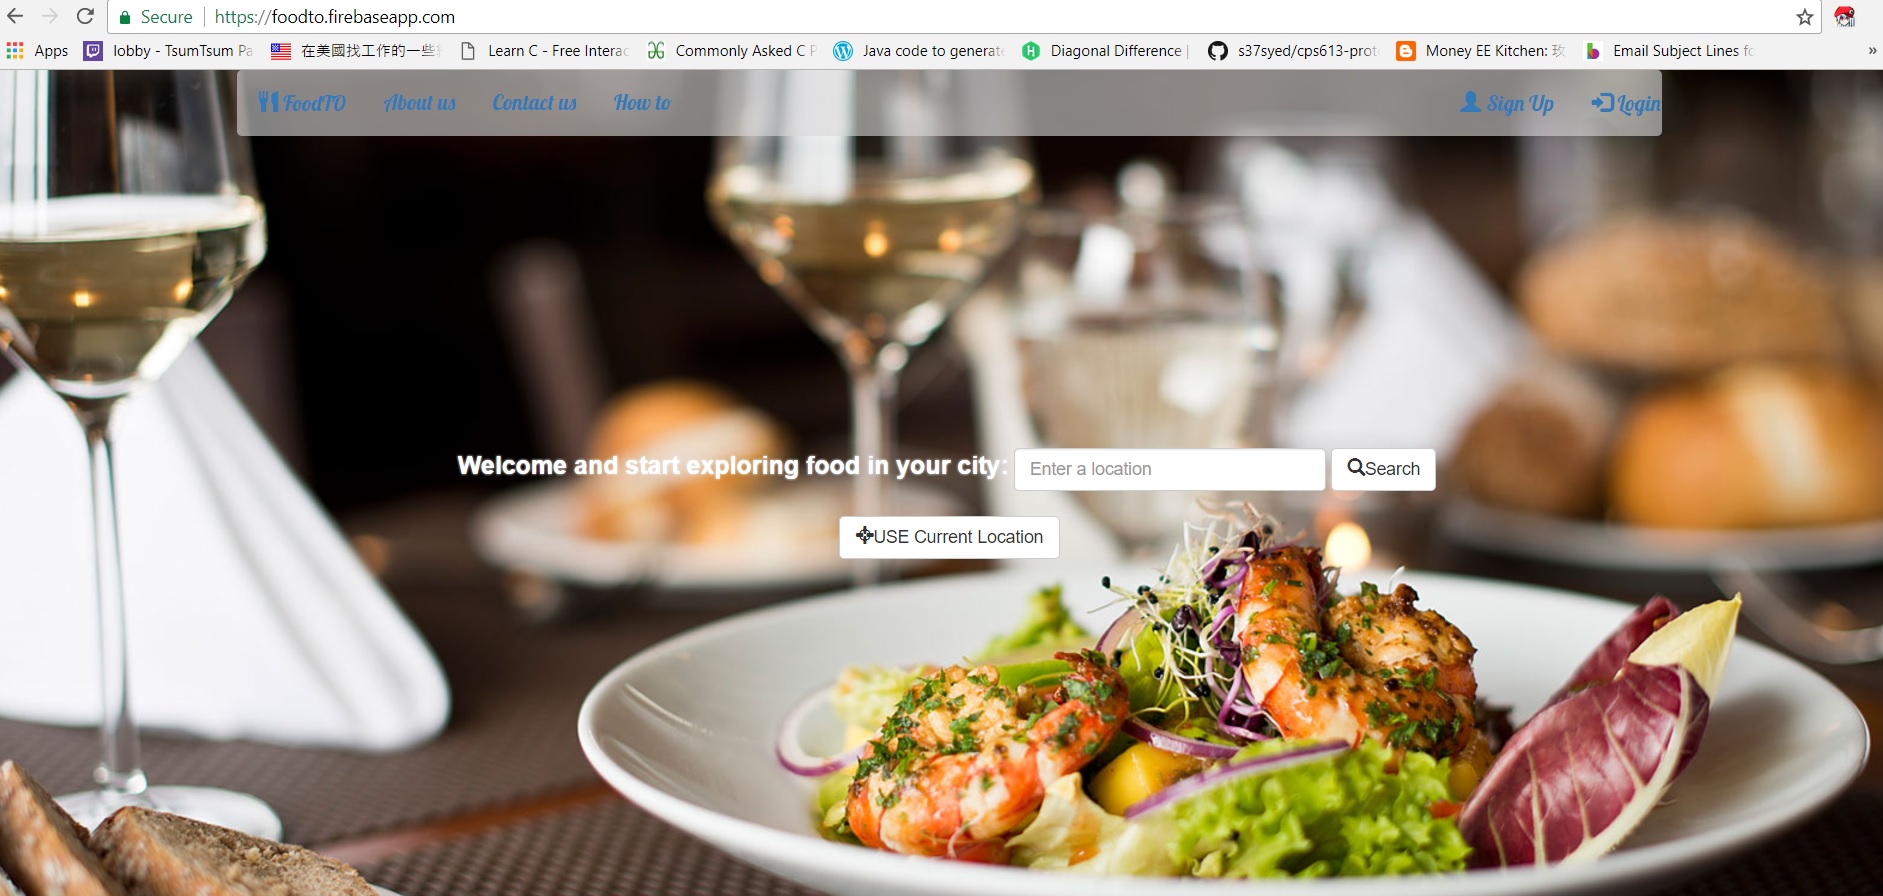 Secure https://foodto.firebaseapp.com
Apps lobby - TsumTsum Pa 在美國找工作的一些 Learn C - Free Interac Commonly Asked C P Java code to generate Diagonal Difference | s37syed/cps613-prot Money EE Kitchen: 玫 Email Subject Lines fo »
FoodTO About us Contact us How to Sign Up Login
Welcome and start exploring food in your city: Enter a location Search
USE Current Location